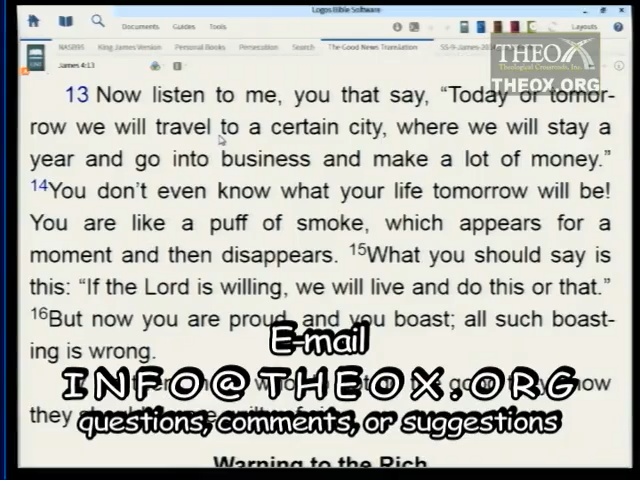 Logos Bible Software
Documents Guides Tools Layouts
NASB95 King James Version Personal Books Persecution Search The Good News Translation
James 4:13
THEOX
Theological Crossroads, Inc.
THEOX.ORG
13 Now listen to me, you that say, “Today or tomor-
row we will travel to a certain city, where we will stay a
year and go into business and make a lot of money.”
14You don’t even know what your life tomorrow will be!
You are like a puff of smoke, which appears for a
moment and then disappears. 15What you should say is
this: “If the Lord is willing, we will live and do this or that.”
16But now you are proud, and you boast; all such boast-
ing is wrong.
E-mail
INFO@THEOX.ORG
they
questions, comments, or suggestions
Warning to the Rich